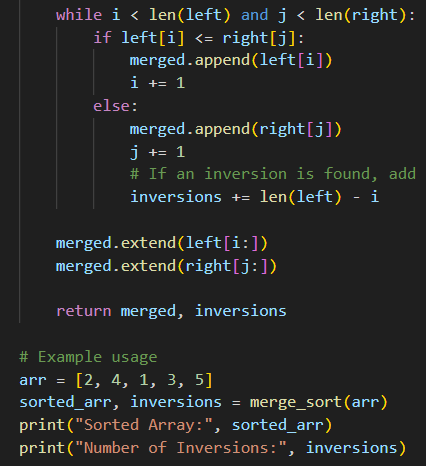 while i < len(left) and j < len(right):
if left[i] <= right[j]:
merged.append(left[i])
i += 1
else:
merged.append(right[j])
j += 1
# If an inversion is found, add
inversions += len(left) - i
merged.extend(left[i:])
merged.extend(right[j:])
return merged, inversions
# Example usage
arr = [2, 4, 1, 3, 5]
sorted_arr, inversions = merge_sort(arr)
print("Sorted Array:", sorted_arr)
print("Number of Inversions:", inversions)